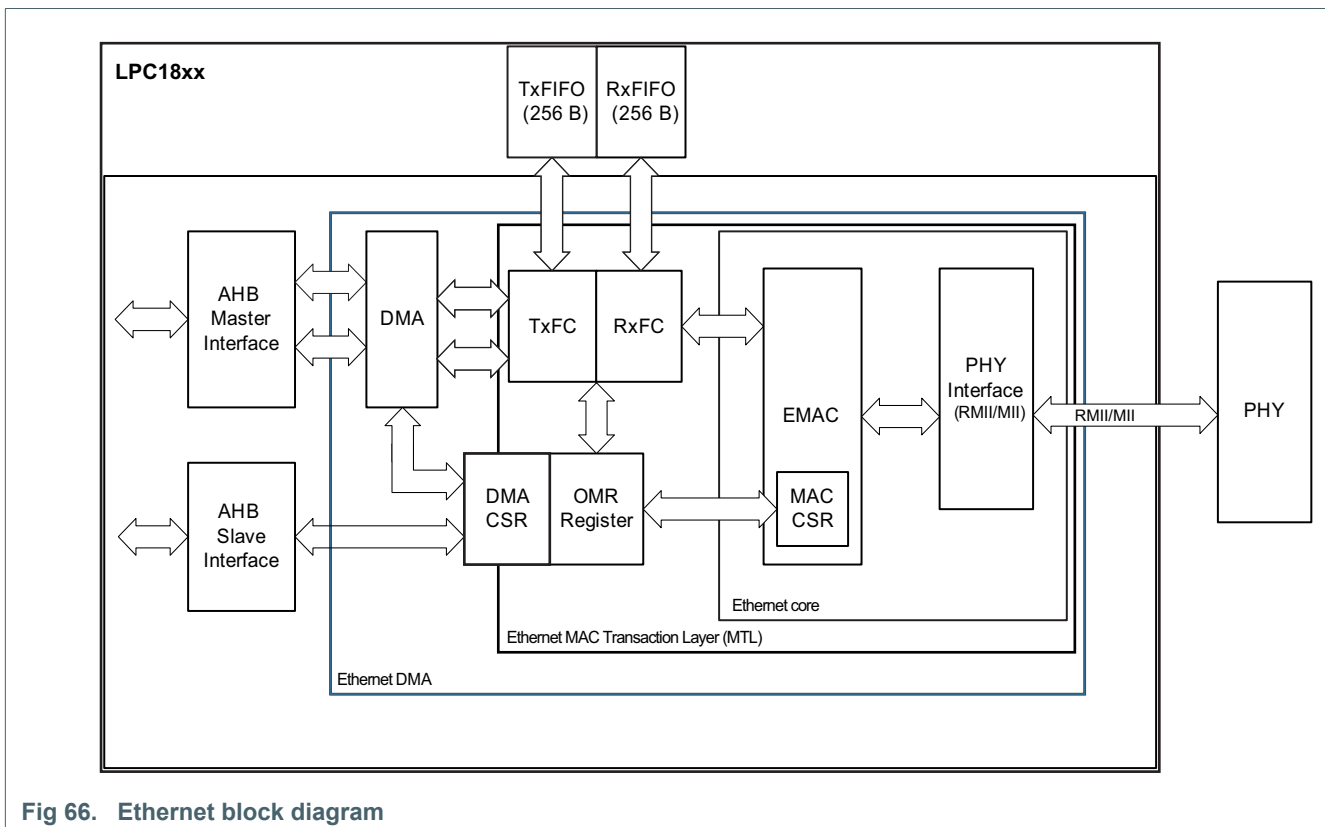 LPC18xx
TxFIFO
(256 B)
RxFIFO
(256 B)
AHB
Master
Interface
DMA
TxFC
RxFC
EMAC
PHY
Interface
(RMII/MII)
RMII/MII
PHY
AHB
Slave
Interface
DMA
CSR
OMR
Register
MAC
CSR
Ethernet core
Ethernet MAC Transaction Layer (MTL)
Ethernet DMA
Fig 66. Ethernet block diagram